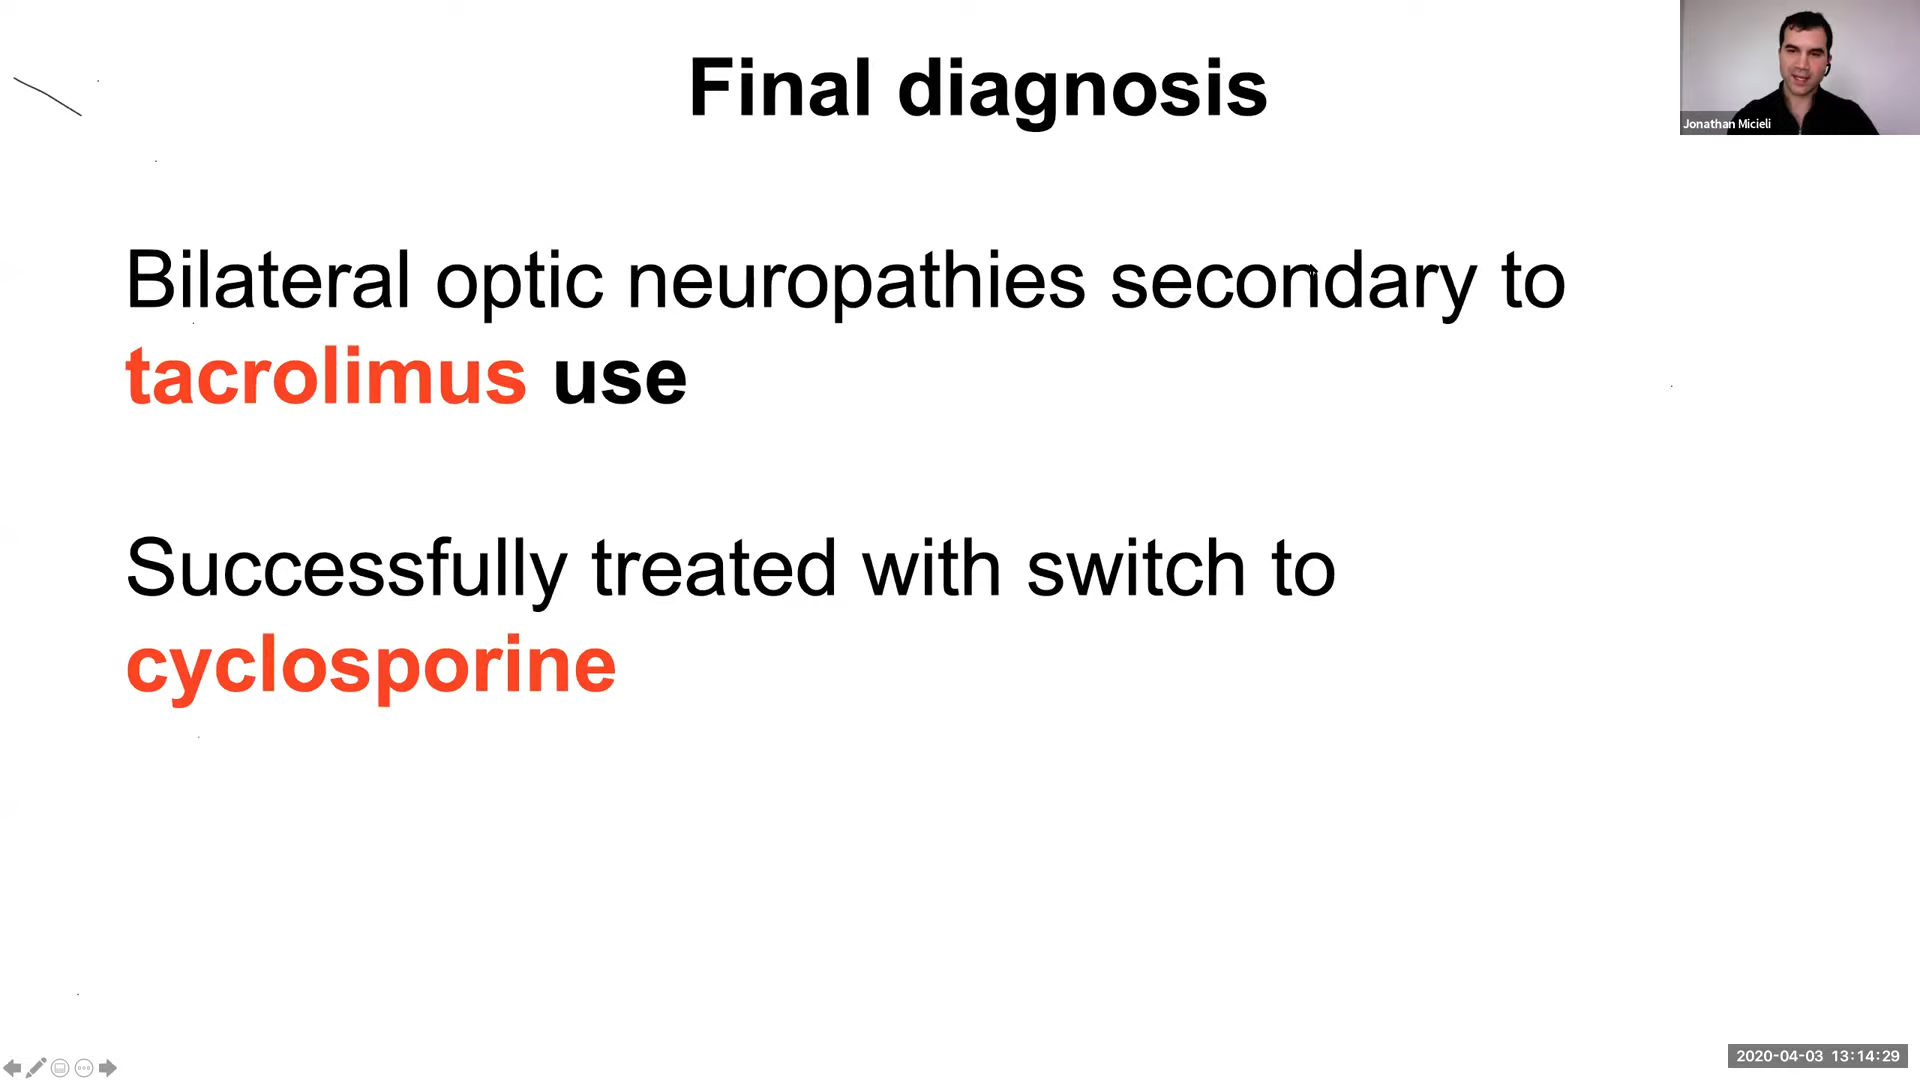 Final diagnosis
Jonathan Micieli
Bilateral optic neuropathies secondary to
tacrolimus use
Successfully treated with switch to
cyclosporine
2020-04-03 13:14:29